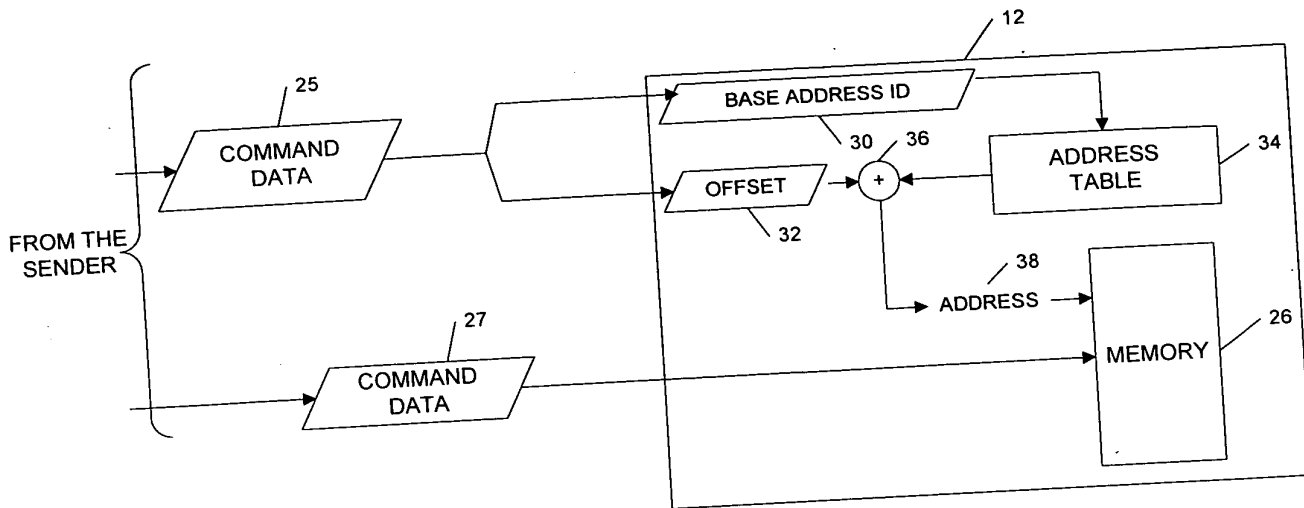 12
25
BASE ADDRESS ID
COMMAND
DATA
30
36
ADDRESS
TABLE
34
OFFSET
+
32
FROM THE
SENDER
38
ADDRESS
27
MEMORY
26
COMMAND
DATA